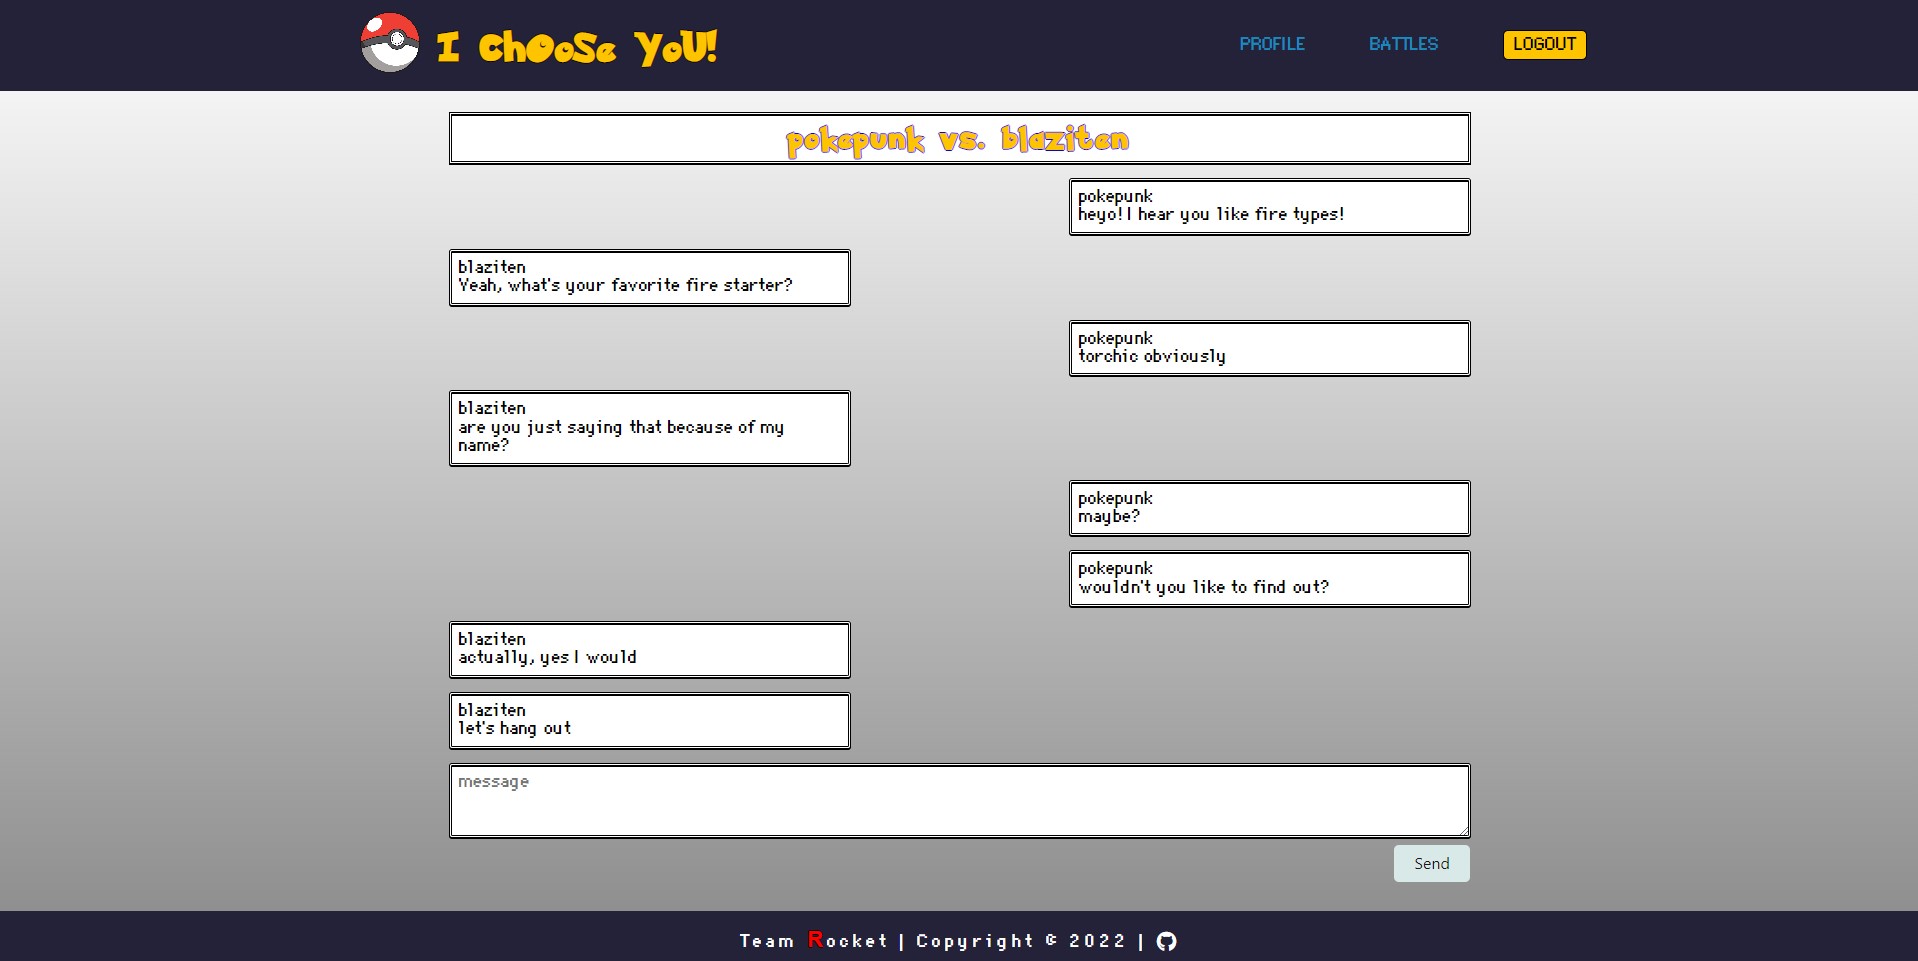 I ChOoSe YoU!
PROFILE
BATTLES
LOGOUT
pokepunk vs. blaziten
pokepunk
heyo! I hear you like fire types!
blaziten
Yeah, what's your favorite fire starter?
pokepunk
torchic obviously
blaziten
are you just saying that because of my
name?
pokepunk
maybe?
pokepunk
wouldn't you like to find out?
blaziten
actually, yes I would
blaziten
let's hang out
message
Send
Team Rocket | Copyright © 2022 |